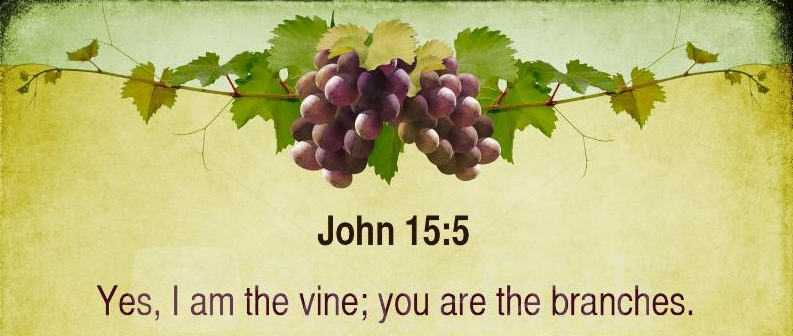 John 15:5
Yes, I am the vine; you are the branches.